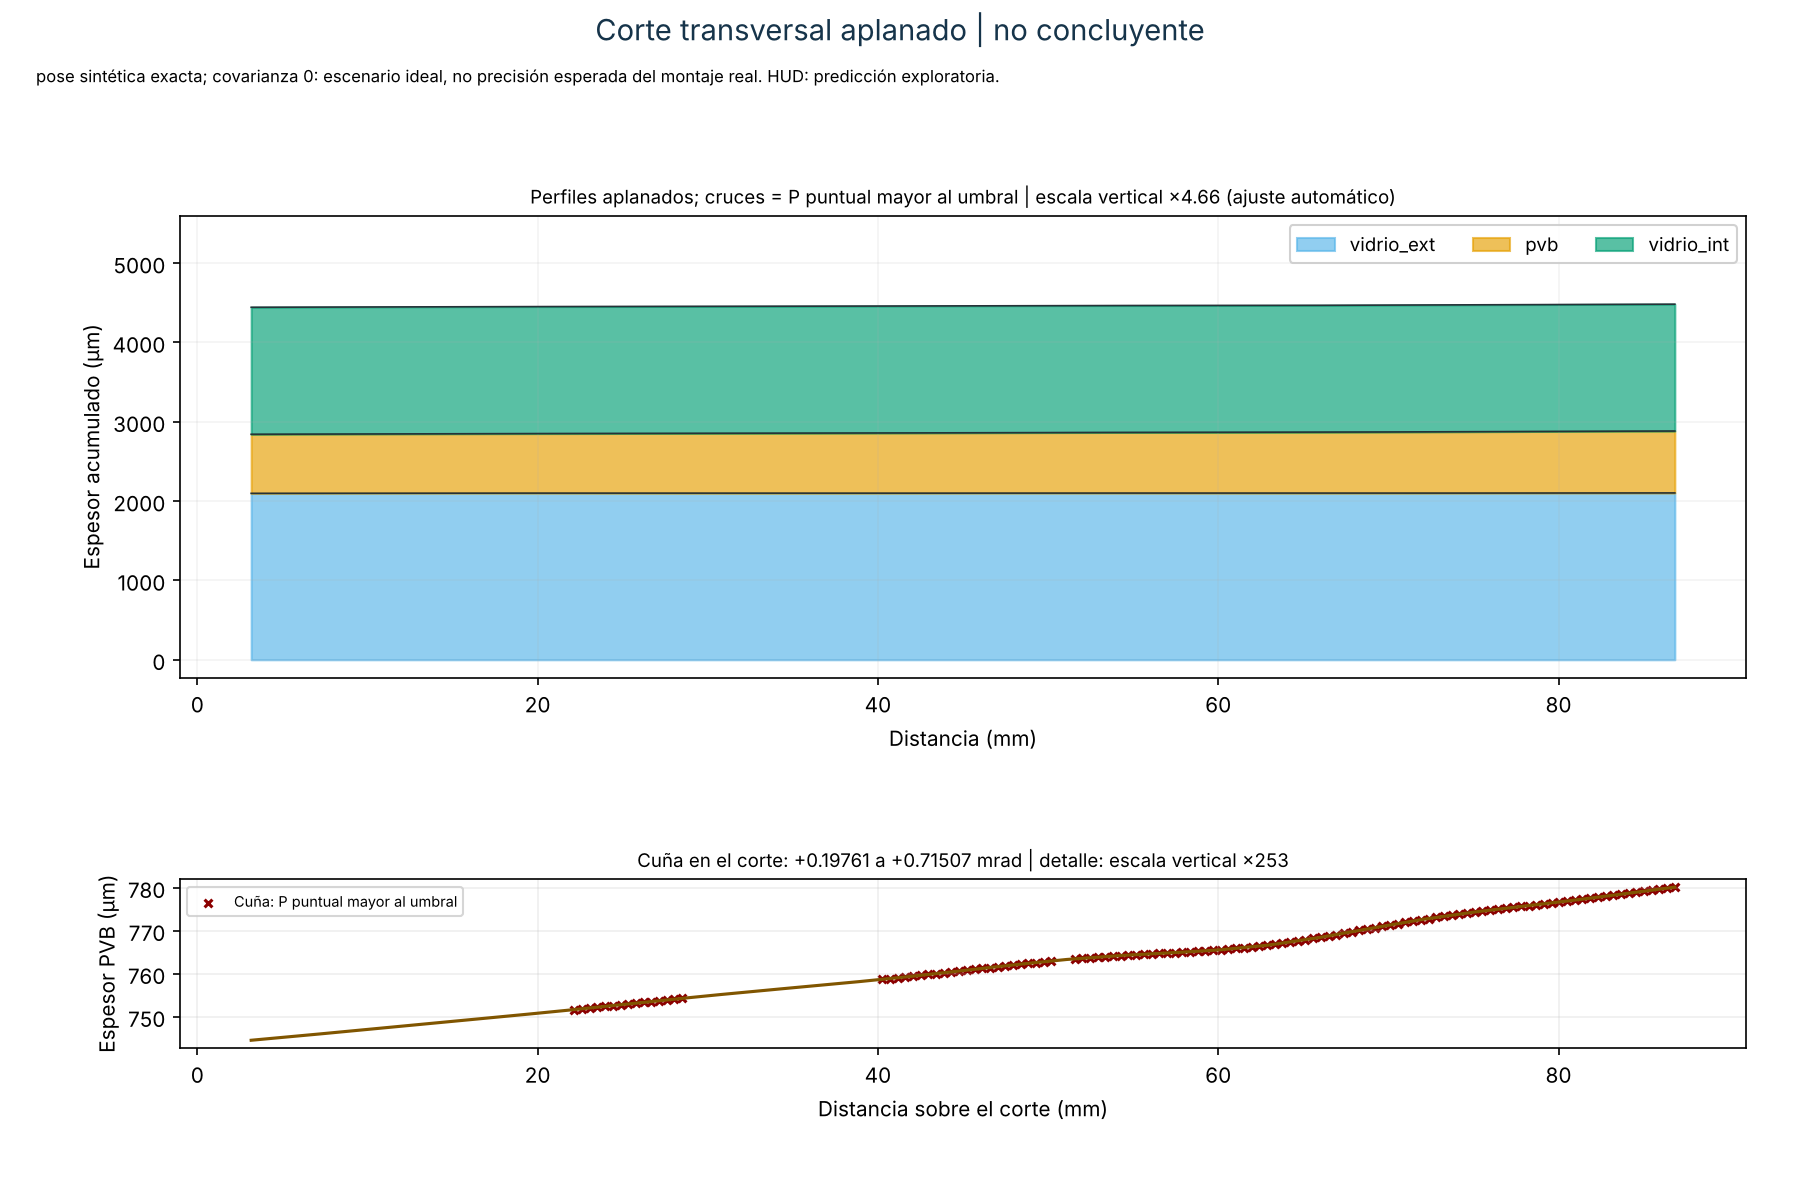 Corte transversal aplanado | no concluyente
pose sintética exacta; covarianza 0: escenario ideal, no precisión esperada del montaje real. HUD: predicción exploratoria.
Perfiles aplanados; cruces = P puntual mayor al umbral | escala vertical ×4.66 (ajuste automático)
vidrio_ext pvb vidrio_int
Espesor acumulado (µm)
5000
4000
3000
2000
1000
0
0 20 40 60 80
Distancia (mm)
Cuña en el corte: +0.19761 a +0.71507 mrad | detalle: escala vertical ×253
Cuña: P puntual mayor al umbral
Espesor PVB (µm)
780
770
760
750
0 20 40 60 80
Distancia sobre el corte (mm)